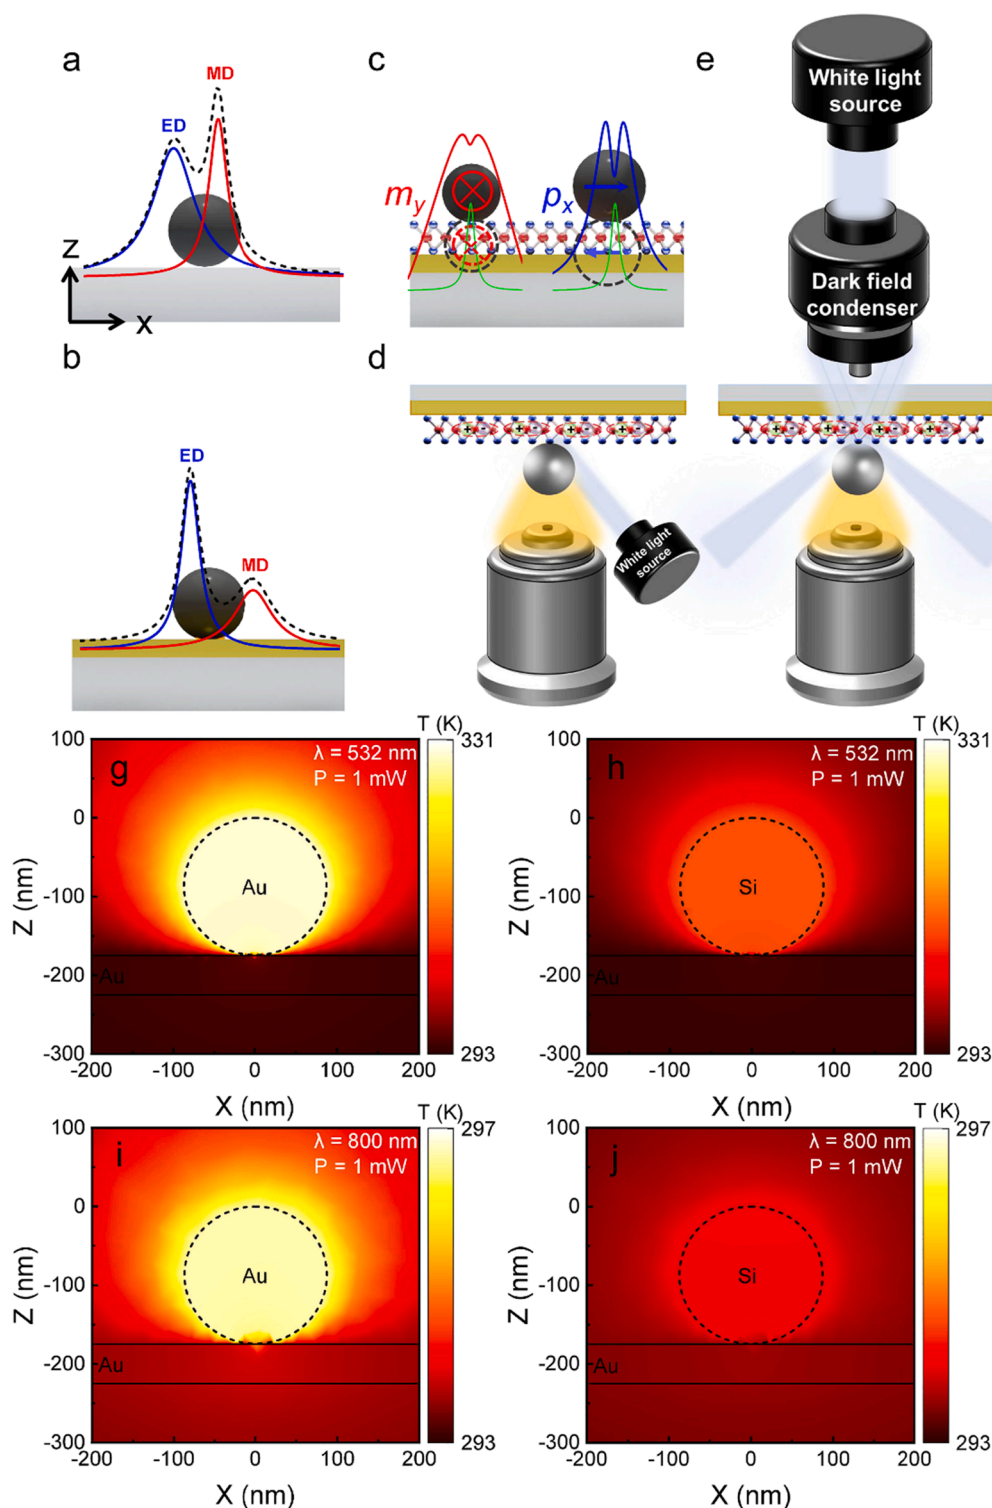 a
ED
MD
Z
X
b
ED
MD
c
m_y
p_x
d
White light
source
e
White light
source
Dark field
condenser
+ - + - + - + -
+ - + - + - + -
g
λ = 532 nm
P = 1 mW
Au
Au
T (K)
331
293
100
0
-100
-200
-300
Z (nm)
-200
-100
0
100
200
X (nm)
h
λ = 532 nm
P = 1 mW
Si
Au
T (K)
331
293
100
0
-100
-200
-300
Z (nm)
-200
-100
0
100
200
X (nm)
i
λ = 800 nm
P = 1 mW
Au
Au
T (K)
297
293
100
0
-100
-200
-300
Z (nm)
-200
-100
0
100
200
X (nm)
j
λ = 800 nm
P = 1 mW
Si
Au
T (K)
297
293
100
0
-100
-200
-300
Z (nm)
-200
-100
0
100
200
X (nm)